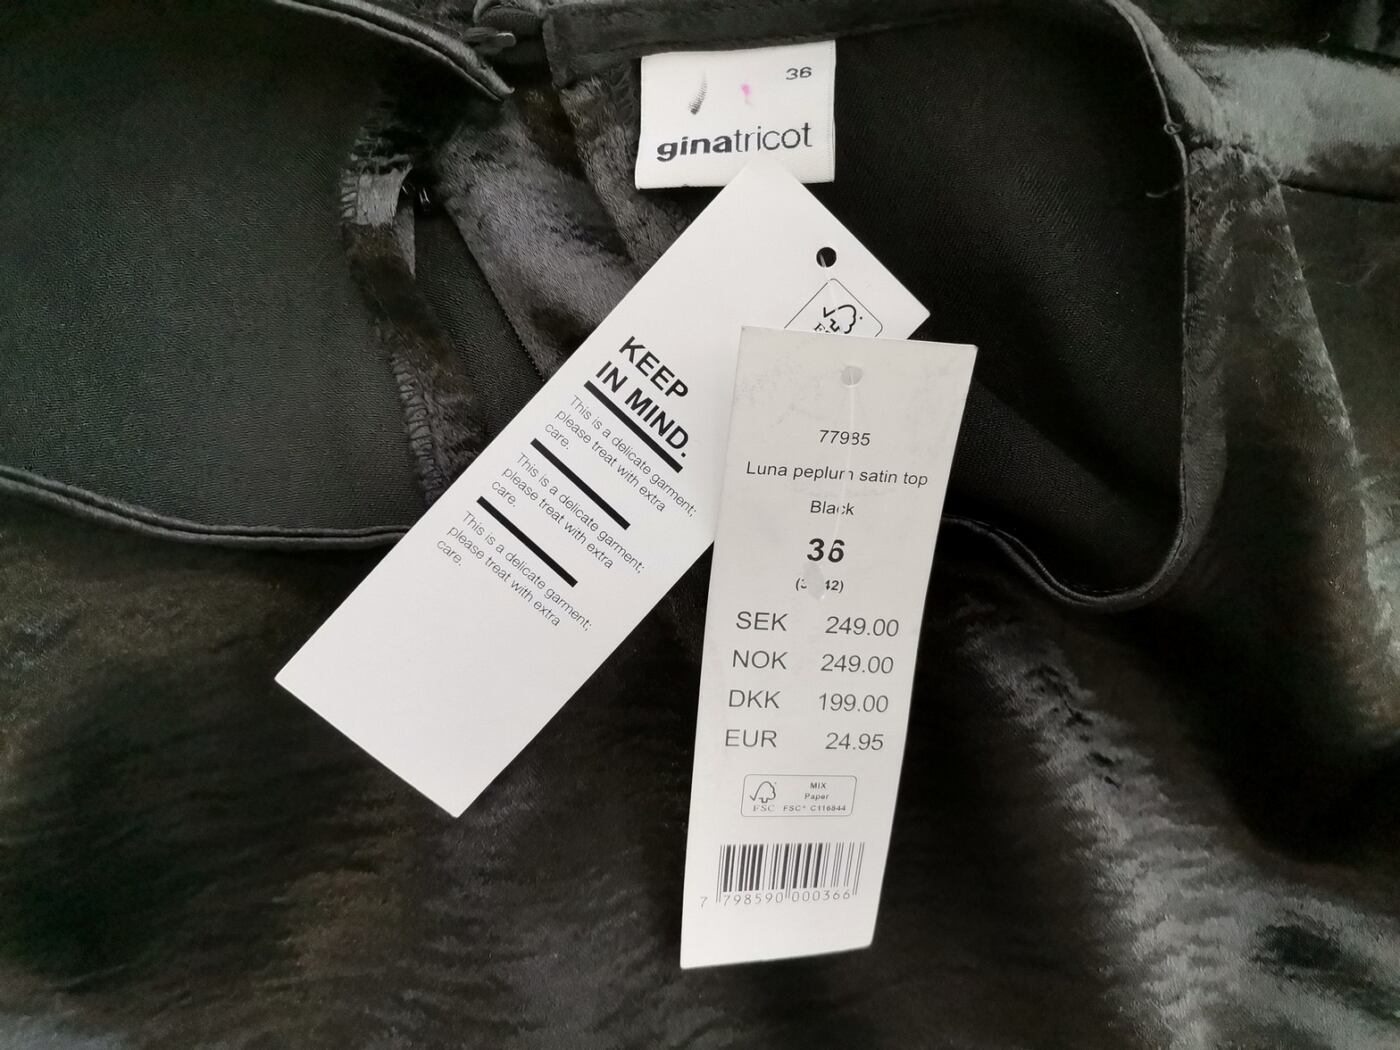 36
ginatricot
KEEP
IN MIND.
This is a delicate garment;
please treat with extra
care.
This is a delicate garment;
please treat with extra
care.
This is a delicate garment;
please treat with extra
care.
77985
Luna peplum satin top
Black
36
SEK 249.00
NOK 249.00
DKK 199.00
EUR 24.95
FSC
MIX
Paper
FSC® C116844
7 798590 000366